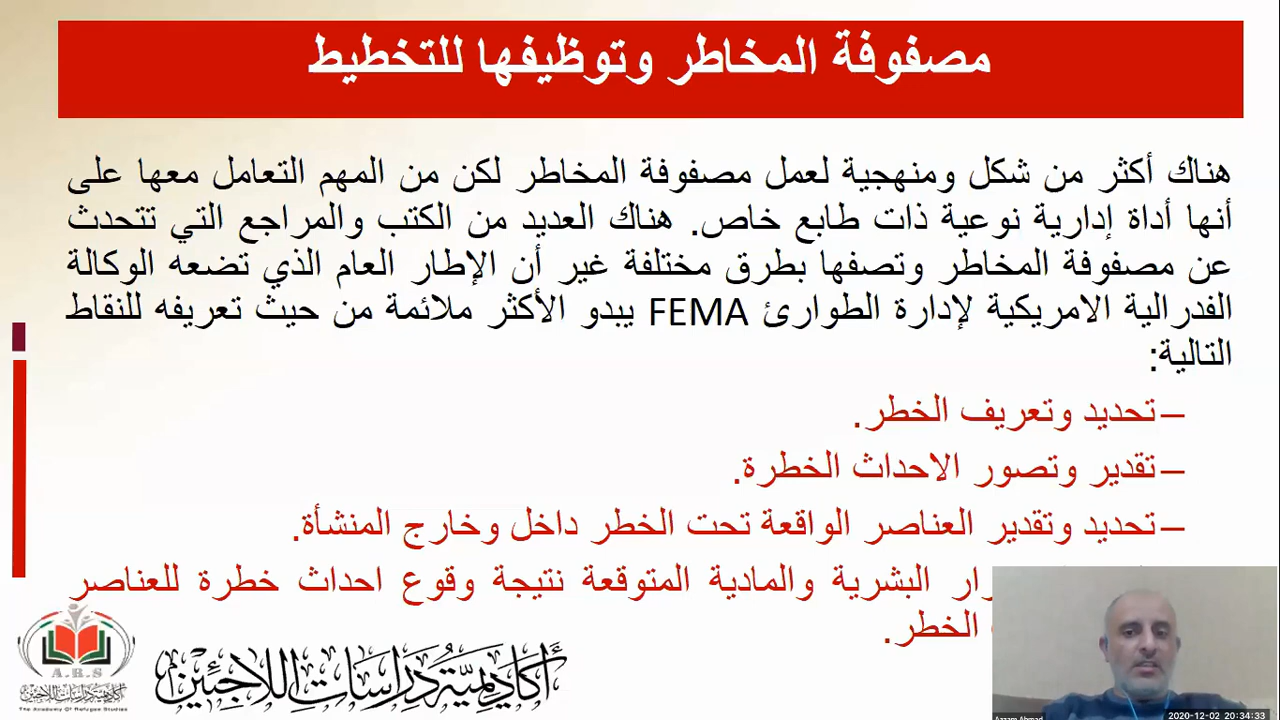 مصفوفة المخاطر وتوظيفها للتخطيط
هناك أكثر من شكل ومنهجية لعمل مصفوفة المخاطر لكن من المهم التعامل معها على
أنها أداة إدارية نوعية ذات طابع خاص. هناك العديد من الكتب والمراجع التي تتحدث
عن مصفوفة المخاطر وتصفها بطرق مختلفة غير أن الإطار العام الذي تضعه الوكالة
الفدرالية الامريكية لإدارة الطوارئ FEMA يبدو الأكثر ملائمة من حيث تعريفه للنقاط
التالية:
– تحديد وتعريف الخطر.
– تقدير وتصور الاحداث الخطرة.
– تحديد وتقدير العناصر الواقعة تحت الخطر داخل وخارج المنشأة.
البشرية والمادية المتوقعة نتيجة وقوع احداث خطرة للعناصر
الخطر.
A.R.S
أكاديمية دراسات اللاجئين
The Academy Of Refugee Studies
أكاديمية دراسات اللاجئين
Azzam Ahmad
2020-12-02 20:34:33